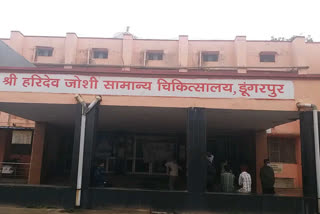 श्री हरिदेव जोशी सामान्य चिकित्सालय, डूंगरपुर